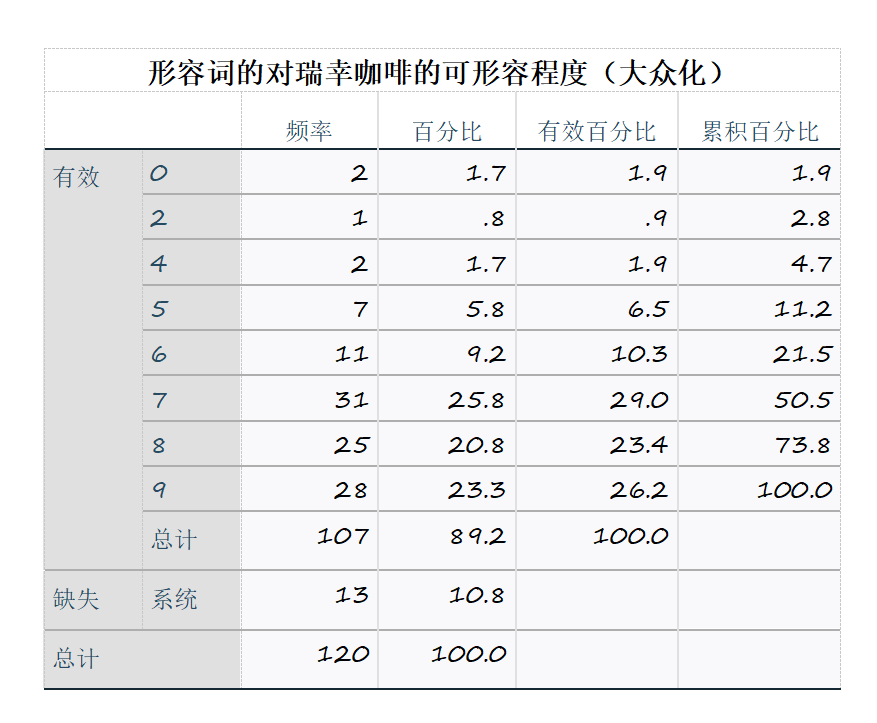 形容词的对瑞幸咖啡的可形容程度（大众化）
频率 百分比 有效百分比 累积百分比
有效 0 2 1.7 1.9 1.9
2 1 .8 .9 2.8
4 2 1.7 1.9 4.7
5 7 5.8 6.5 11.2
6 11 9.2 10.3 21.5
7 31 25.8 29.0 50.5
8 25 20.8 23.4 73.8
9 28 23.3 26.2 100.0
总计 107 89.2 100.0
缺失 系统 13 10.8
总计 120 100.0